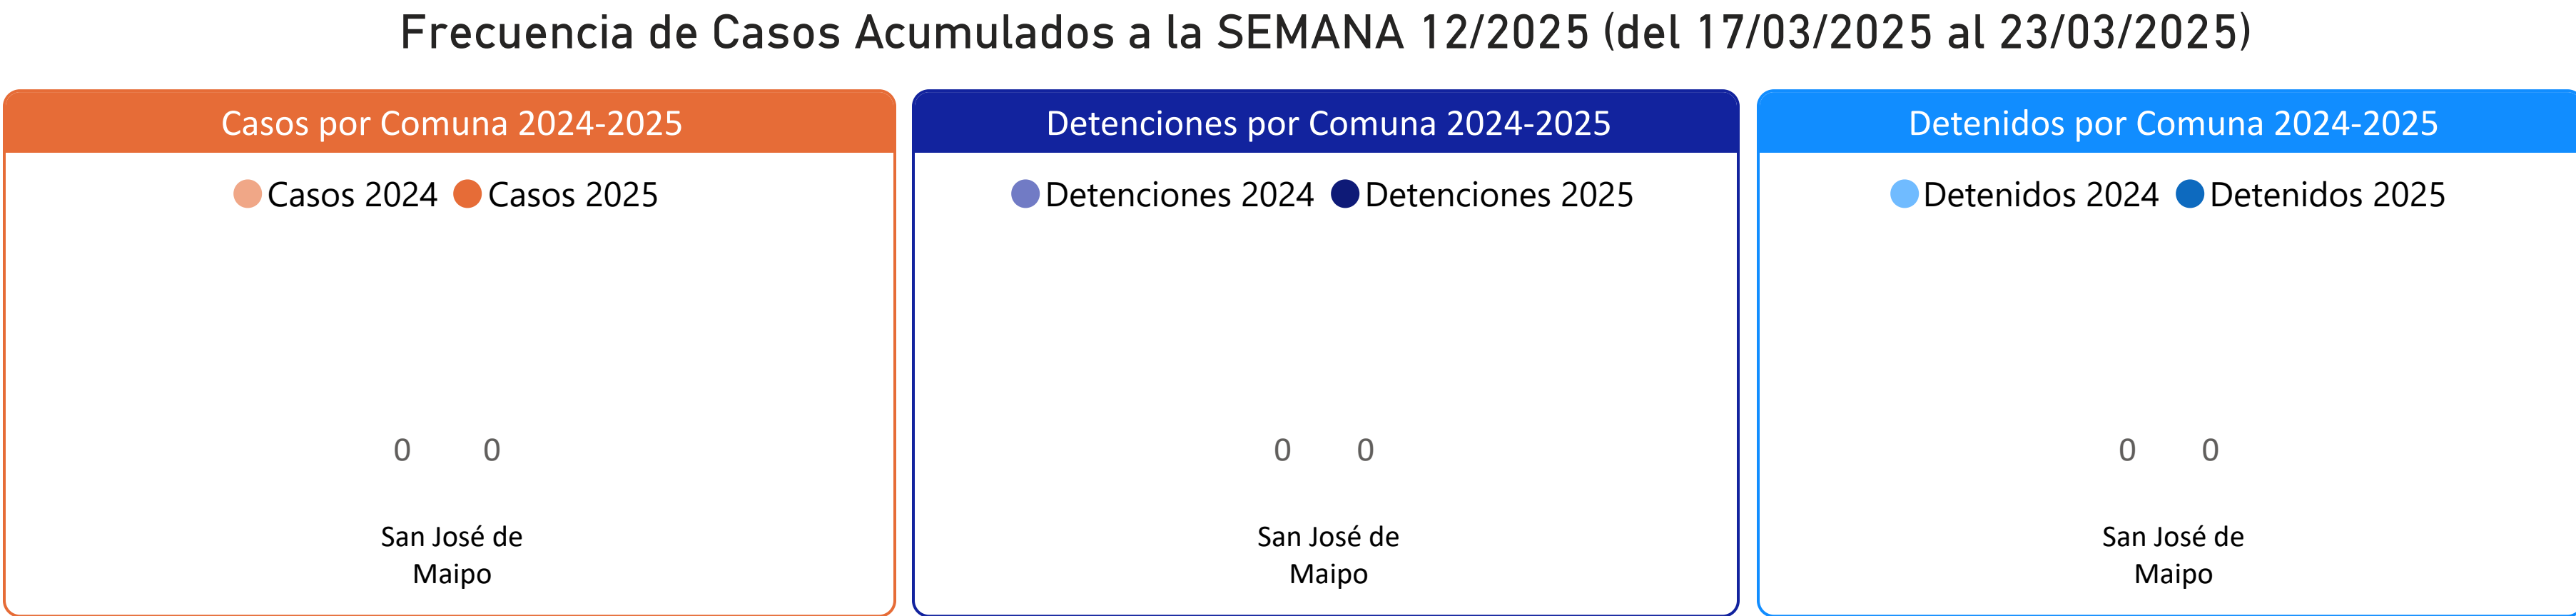 Frecuencia de Casos Acumulados a la SEMANA 12/2025 (del 17/03/2025 al 23/03/2025)
Casos por Comuna 2024-2025
Casos 2024 Casos 2025
0 0
San José de
Maipo
Detenciones por Comuna 2024-2025
Detenciones 2024 Detenciones 2025
0 0
San José de
Maipo
Detenidos por Comuna 2024-2025
Detenidos 2024 Detenidos 2025
0 0
San José de
Maipo